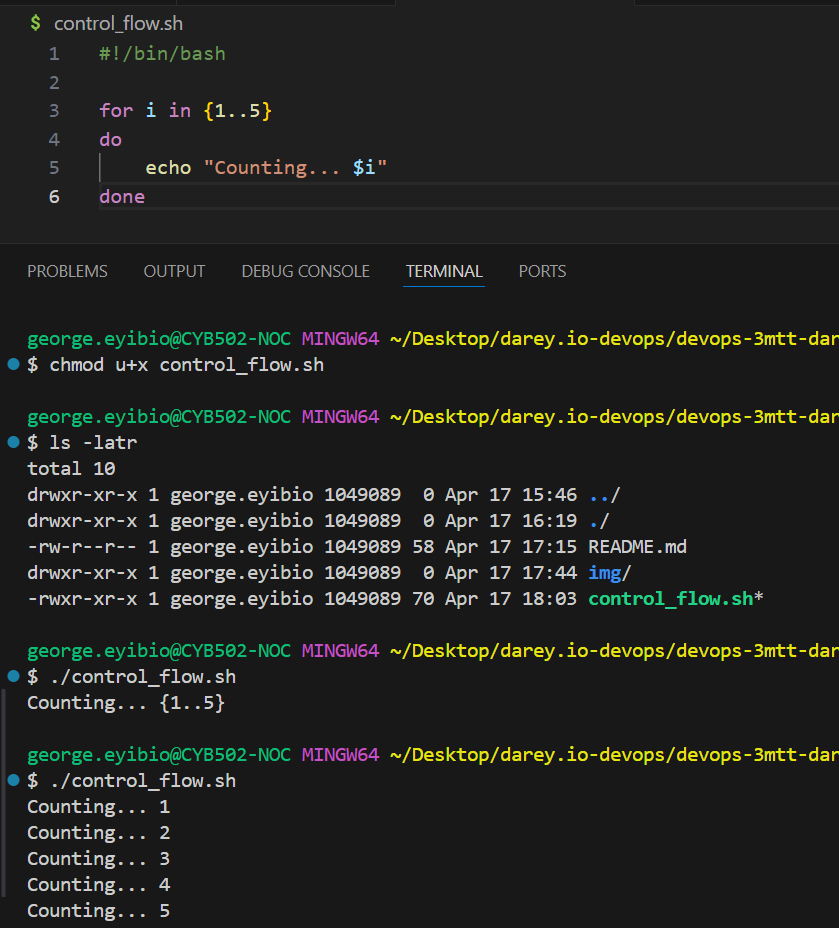 $ control_flow.sh
1 #!/bin/bash
2
3 for i in {1..5}
4 do
5     echo "Counting... $i"
6 done
PROBLEMS OUTPUT DEBUG CONSOLE TERMINAL PORTS
george.eyibio@CYB502-NOC MINGW64 ~/Desktop/darey.io-devops/devops-3mtt-dar
$ chmod u+x control_flow.sh
george.eyibio@CYB502-NOC MINGW64 ~/Desktop/darey.io-devops/devops-3mtt-dar
$ ls -latr
total 10
drwxr-xr-x 1 george.eyibio 1049089  0 Apr 17 15:46 ../
drwxr-xr-x 1 george.eyibio 1049089  0 Apr 17 16:19 ./
-rw-r--r-- 1 george.eyibio 1049089 58 Apr 17 17:15 README.md
drwxr-xr-x 1 george.eyibio 1049089  0 Apr 17 17:44 img/
-rwxr-xr-x 1 george.eyibio 1049089 70 Apr 17 18:03 control_flow.sh*
george.eyibio@CYB502-NOC MINGW64 ~/Desktop/darey.io-devops/devops-3mtt-dar
$ ./control_flow.sh
Counting... {1..5}
george.eyibio@CYB502-NOC MINGW64 ~/Desktop/darey.io-devops/devops-3mtt-dar
$ ./control_flow.sh
Counting... 1
Counting... 2
Counting... 3
Counting... 4
Counting... 5